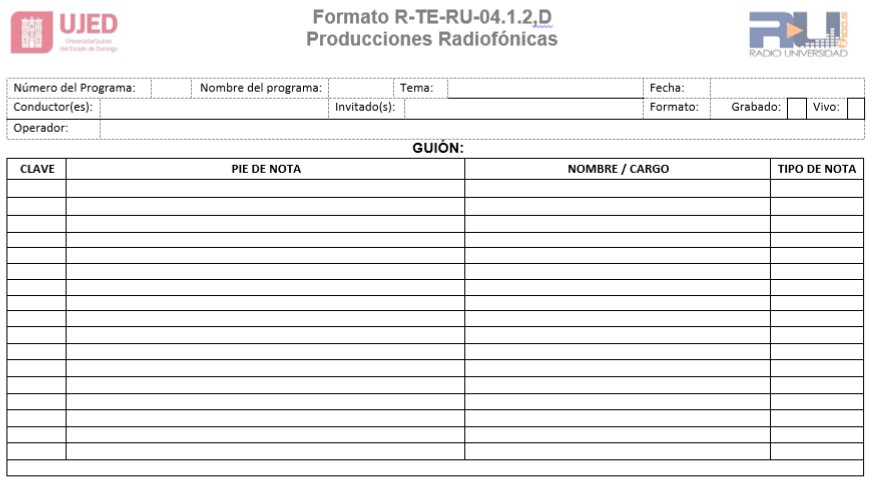 UJED
Universidad Juárez
del Estado de Durango
Formato R-TE-RU-04.1.2,D
Producciones Radiofónicas
RU
RADIO UNIVERSIDAD
Número del Programa: Nombre del programa: Tema: Fecha:
Conductor(es): Invitado(s): Formato: Grabado: Vivo:
Operador:
GUIÓN:
CLAVE PIE DE NOTA NOMBRE / CARGO TIPO DE NOTA